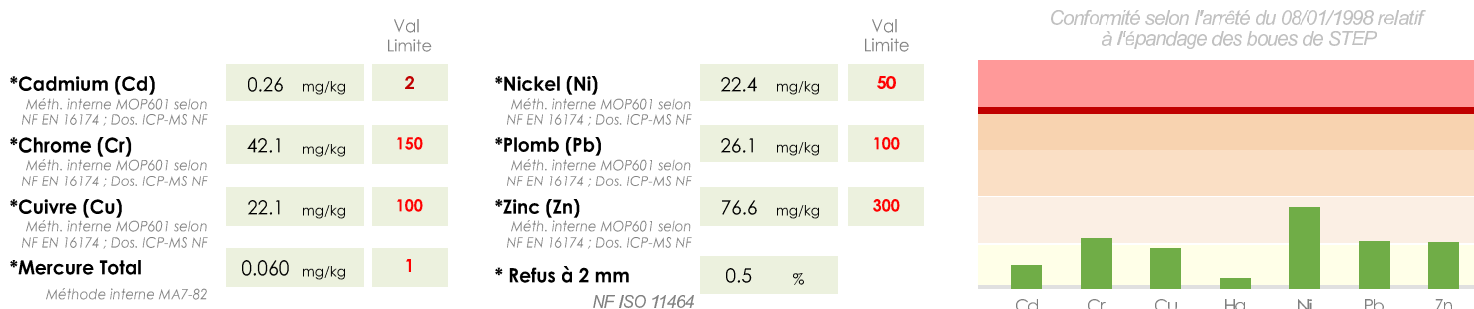 Val
Limite
*Cadmium (Cd) 0.26 mg/kg 2
Méth. interne MOP601 selon
NF EN 16174 ; Dos. ICP-MS NF
*Chrome (Cr) 42.1 mg/kg 150
Méth. interne MOP601 selon
NF EN 16174 ; Dos. ICP-MS NF
*Cuivre (Cu) 22.1 mg/kg 100
Méth. interne MOP601 selon
NF EN 16174 ; Dos. ICP-MS NF
*Mercure Total 0.060 mg/kg 1
Méthode interne MA7-82
Val
Limite
*Nickel (Ni) 22.4 mg/kg 50
Méth. interne MOP601 selon
NF EN 16174 ; Dos. ICP-MS NF
*Plomb (Pb) 26.1 mg/kg 100
Méth. interne MOP601 selon
NF EN 16174 ; Dos. ICP-MS NF
*Zinc (Zn) 76.6 mg/kg 300
Méth. interne MOP601 selon
NF EN 16174 ; Dos. ICP-MS NF
* Refus à 2 mm 0.5 %
NF ISO 11464
Conformité selon l'arrêté du 08/01/1998 relatif
à l'épandage des boues de STEP
Cd Cr Cu Hg Ni Pb Zn